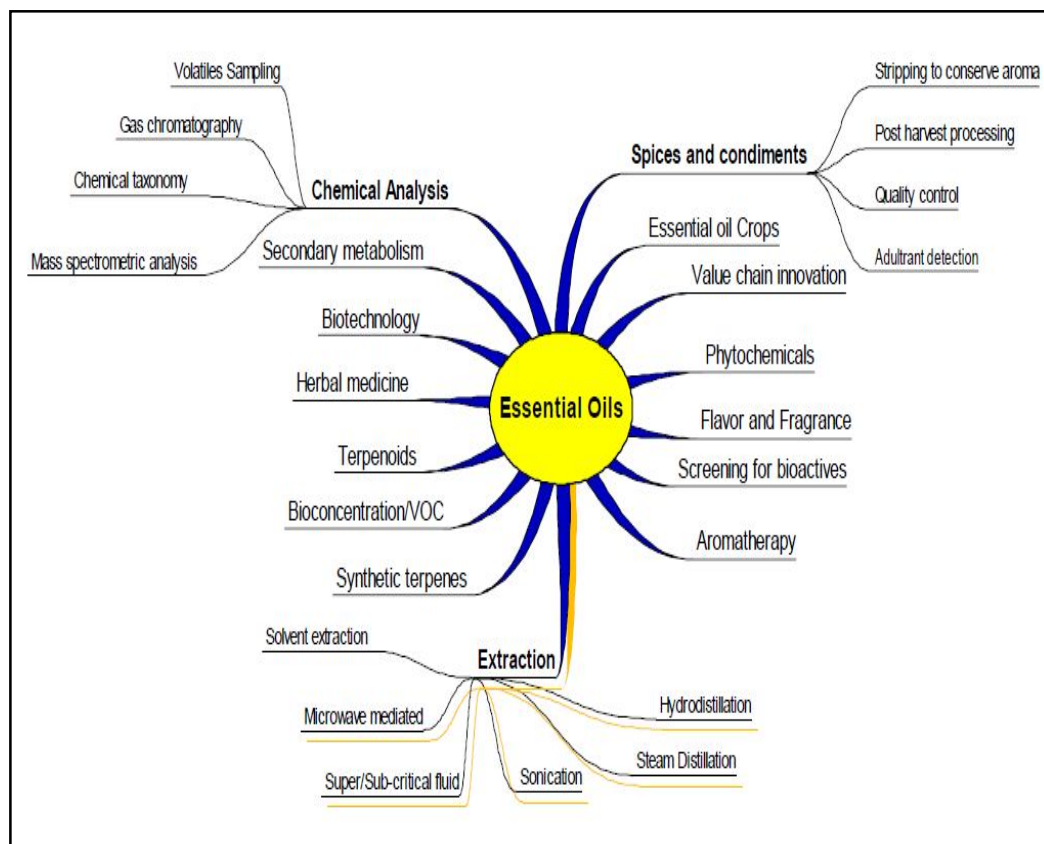 Volatiles Sampling
Gas chromatography
Chemical taxonomy
Mass spectrometric analysis
Chemical Analysis
Secondary metabolism
Biotechnology
Herbal medicine
Terpenoids
Bioconcentration/VOC
Synthetic terpenes
Essential Oils
Spices and condiments
Stripping to conserve aroma
Post harvest processing
Quality control
Adultrant detection
Essential oil Crops
Value chain innovation
Phytochemicals
Flavor and Fragrance
Screening for bioactives
Aromatherapy
Extraction
Solvent extraction
Microwave mediated
Super/Sub-critical fluid
Sonication
Steam Distillation
Hydrodistillation